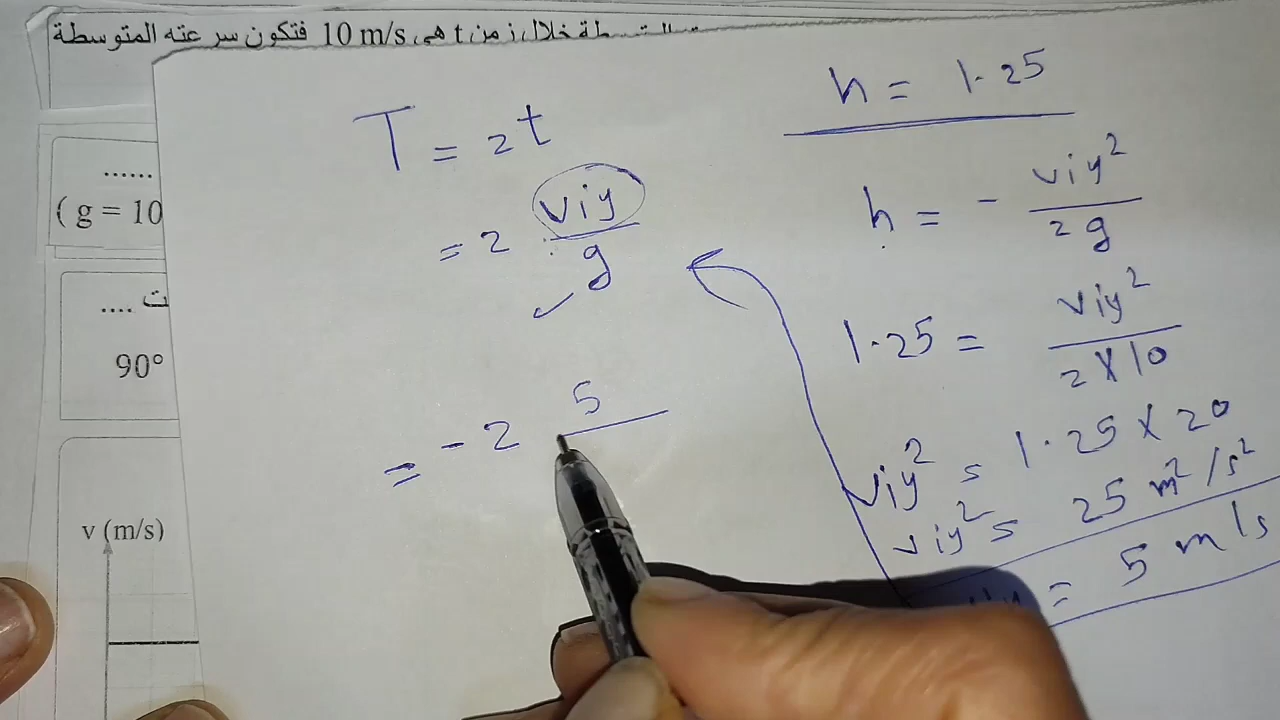 فتكون سرعته المتوسطة 10 m/s هى t خلال زمن
......
( g = 10
.... ت
90°
v (m/s)
T = 2t
= 2 viy / g
= - 2 5
h = 1.25
h = - viy² / 2g
1.25 = viy² / 2 x 10
viy² = 1.25 x 20
viy² = 25 m²/s²
= 5 m/s